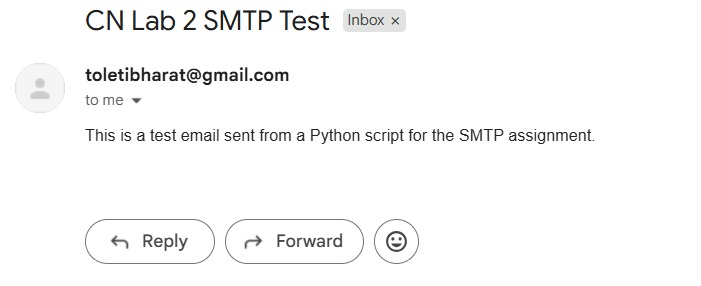 CN Lab 2 SMTP Test Inbox ×
toletibharat@gmail.com
to me
This is a test email sent from a Python script for the SMTP assignment.
Reply Forward